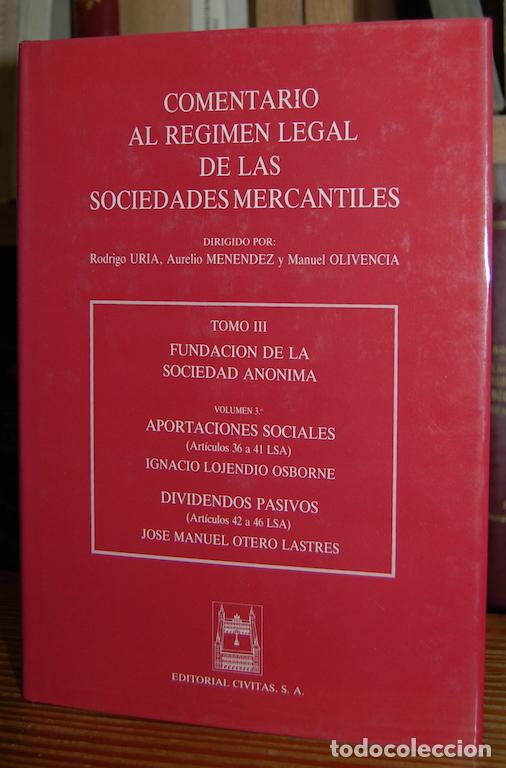 COMENTARIO
AL REGIMEN LEGAL
DE LAS
SOCIEDADES MERCANTILES
DIRIGIDO POR:
Rodrigo URIA, Aurelio MENENDEZ y Manuel OLIVENCIA
TOMO III
FUNDACION DE LA
SOCIEDAD ANONIMA
VOLUMEN 3.º
APORTACIONES SOCIALES
(Artículos 36 a 41 LSA)
IGNACIO LOJENDIO OSBORNE
DIVIDENDOS PASIVOS
(Artículos 42 a 46 LSA)
JOSE MANUEL OTERO LASTRES
EDITORIAL CIVITAS, S. A.
todocoleccion